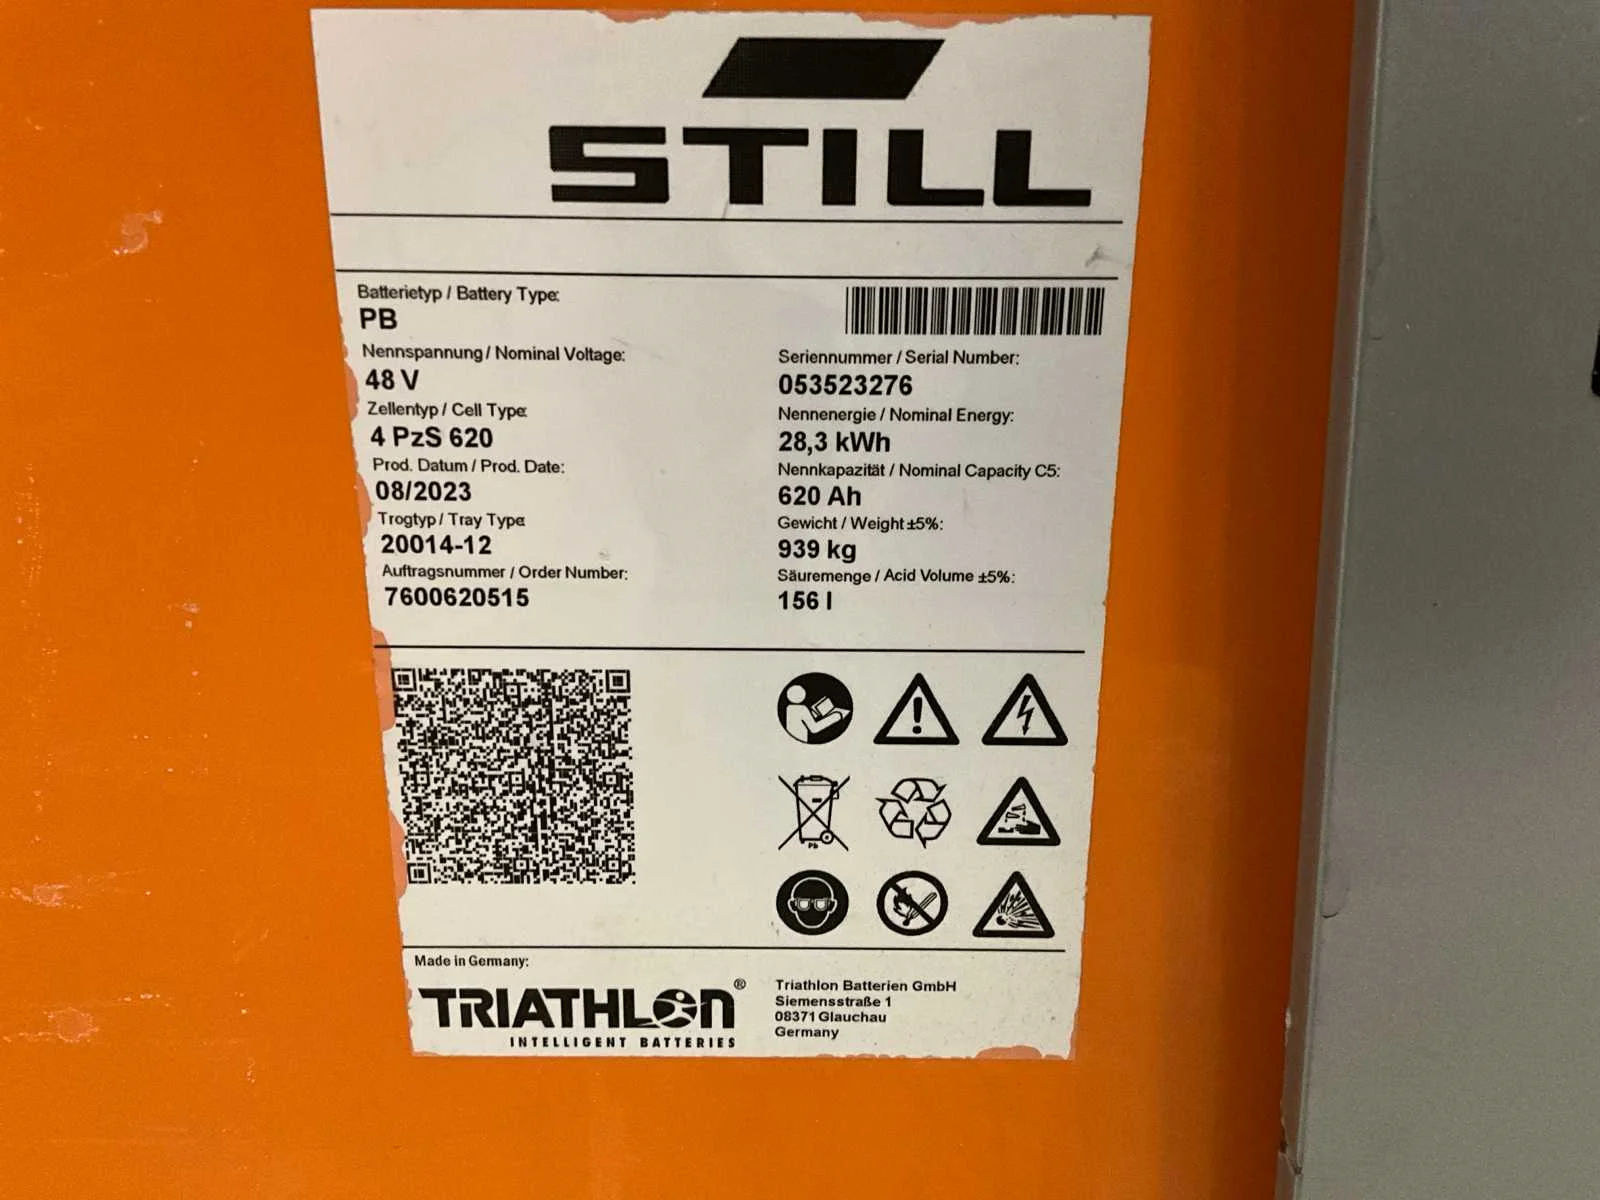 STILL
Batterietyp / Battery Type:
PB
Nennspannung / Nominal Voltage:
48 V
Zellentyp / Cell Type:
4 PzS 620
Prod. Datum / Prod. Date:
08/2023
Trogtyp / Tray Type
20014-12
Auftragsnummer / Order Number:
7600620515
Seriennummer / Serial Number:
053523276
Nennenergie / Nominal Energy:
28,3 kWh
Nennkapazität / Nominal Capacity C5:
620 Ah
Gewicht / Weight ±5%:
939 kg
Säuremenge / Acid Volume ±5%:
156 l
Pb
Made in Germany:
TRIATHLON®
INTELLIGENT BATTERIES
Triathlon Batterien GmbH
Siemensstraße 1
08371 Glauchau
Germany